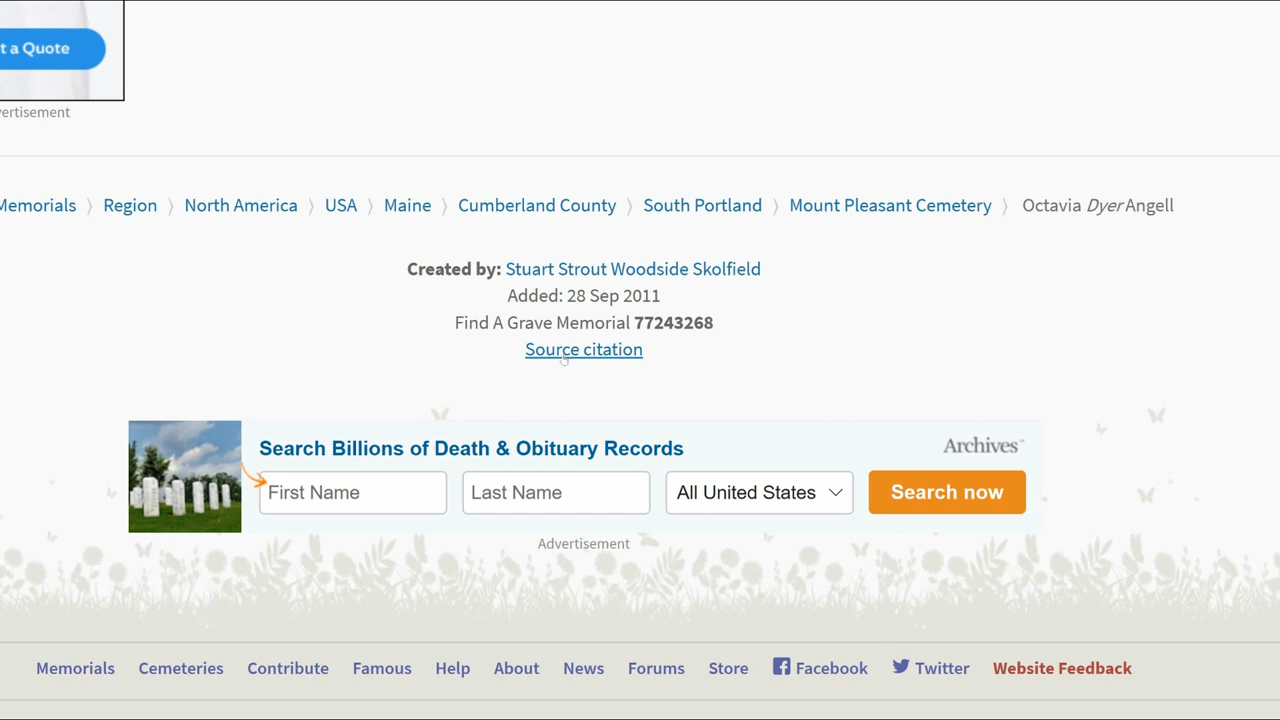 t a Quote
vertisement
Memorials 〉 Region 〉 North America 〉 USA 〉 Maine 〉 Cumberland County 〉 South Portland 〉 Mount Pleasant Cemetery 〉 Octavia Dyer Angell
Created by: Stuart Strout Woodside Skolfield
Added: 28 Sep 2011
Find A Grave Memorial 77243268
Source citation
Search Billions of Death & Obituary Records
Archives™
First Name
Last Name
All United States
Search now
Advertisement
Memorials Cemeteries Contribute Famous Help About News Forums Store Facebook Twitter Website Feedback